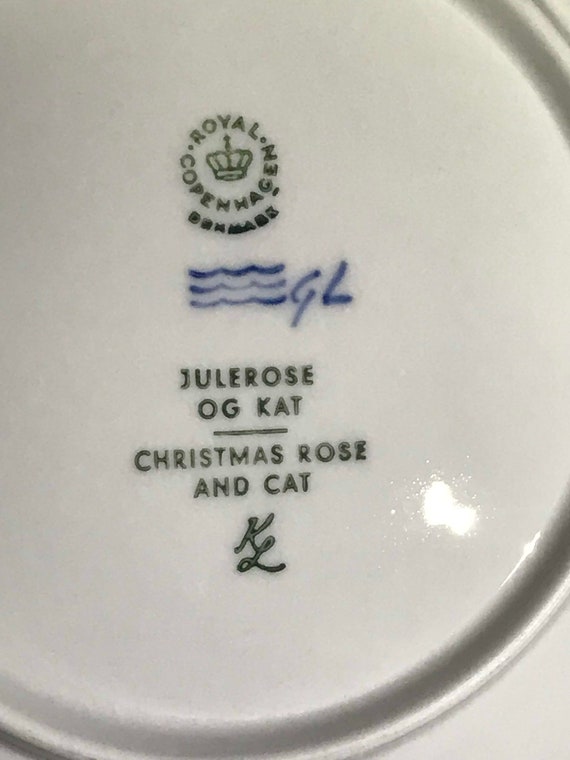 · ROYAL · COPENHAGEN
DENMARK
GL
JULEROSE
OG KAT
CHRISTMAS ROSE
AND CAT
KL